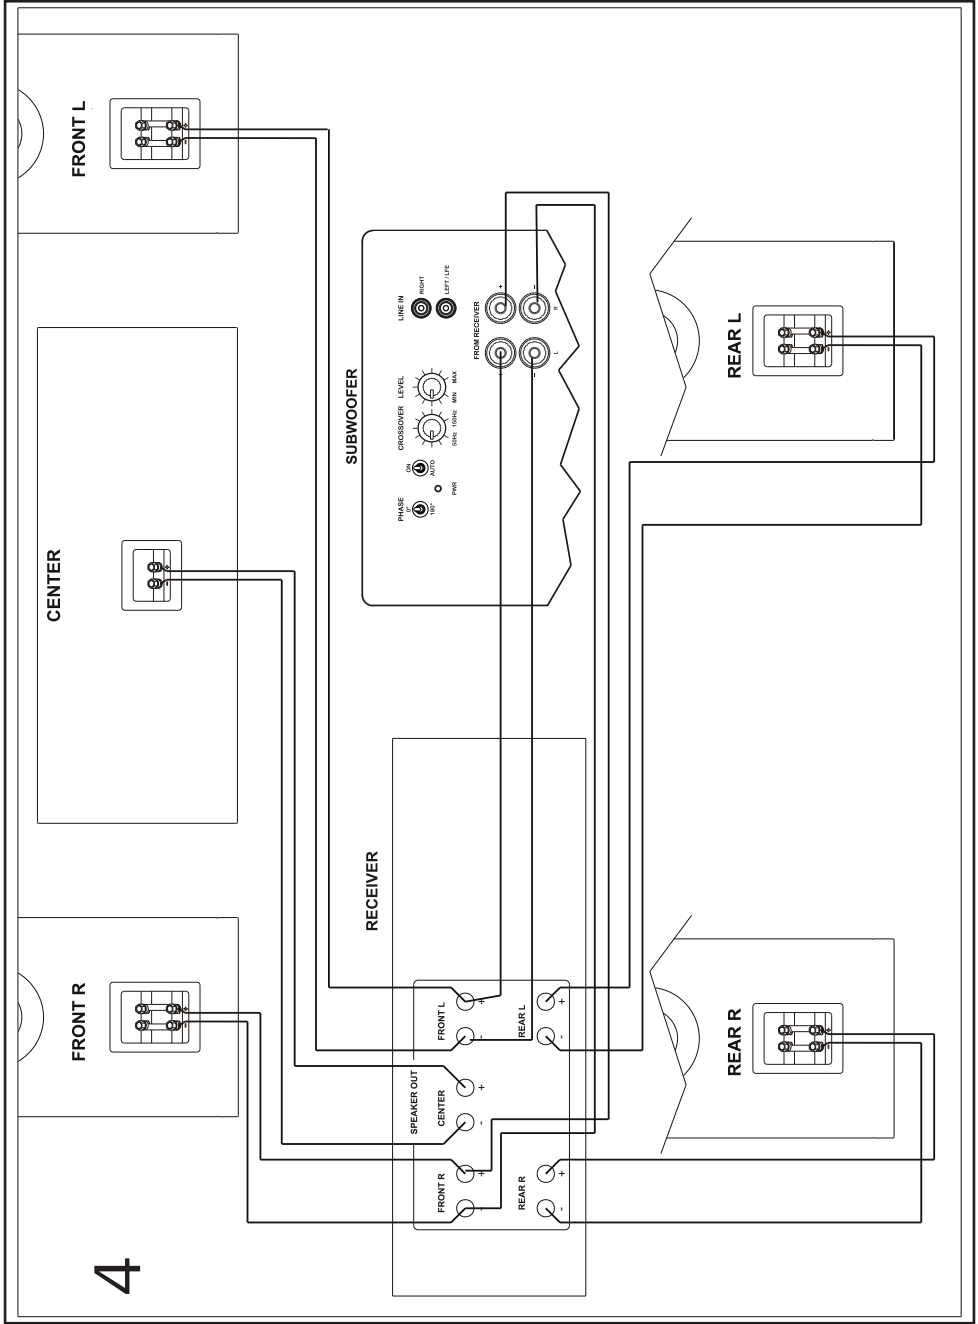 4
FRONT R
CENTER
FRONT L
RECEIVER
SUBWOOFER
PHASE
0°
180°
ON
AUTO
PWR
CROSSOVER
50Hz 150Hz
LEVEL
MIN MAX
LINE IN
RIGHT
LEFT / LFE
FROM RECEIVER
+ +
- -
L R
SPEAKER OUT
FRONT R
- +
CENTER
- +
FRONT L
- +
REAR R
- +
REAR L
- +
REAR R
REAR L
- +
- +
- +
- +
- +